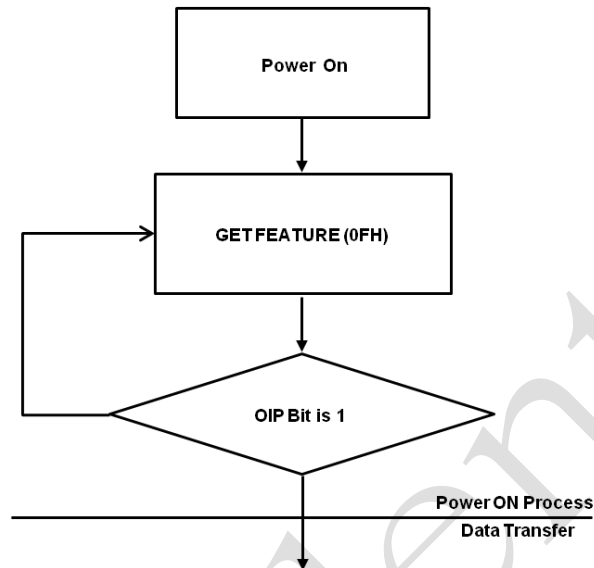 Power On
GET FEATURE (0FH)
OIP Bit is 1
Power ON Process
Data Transfer